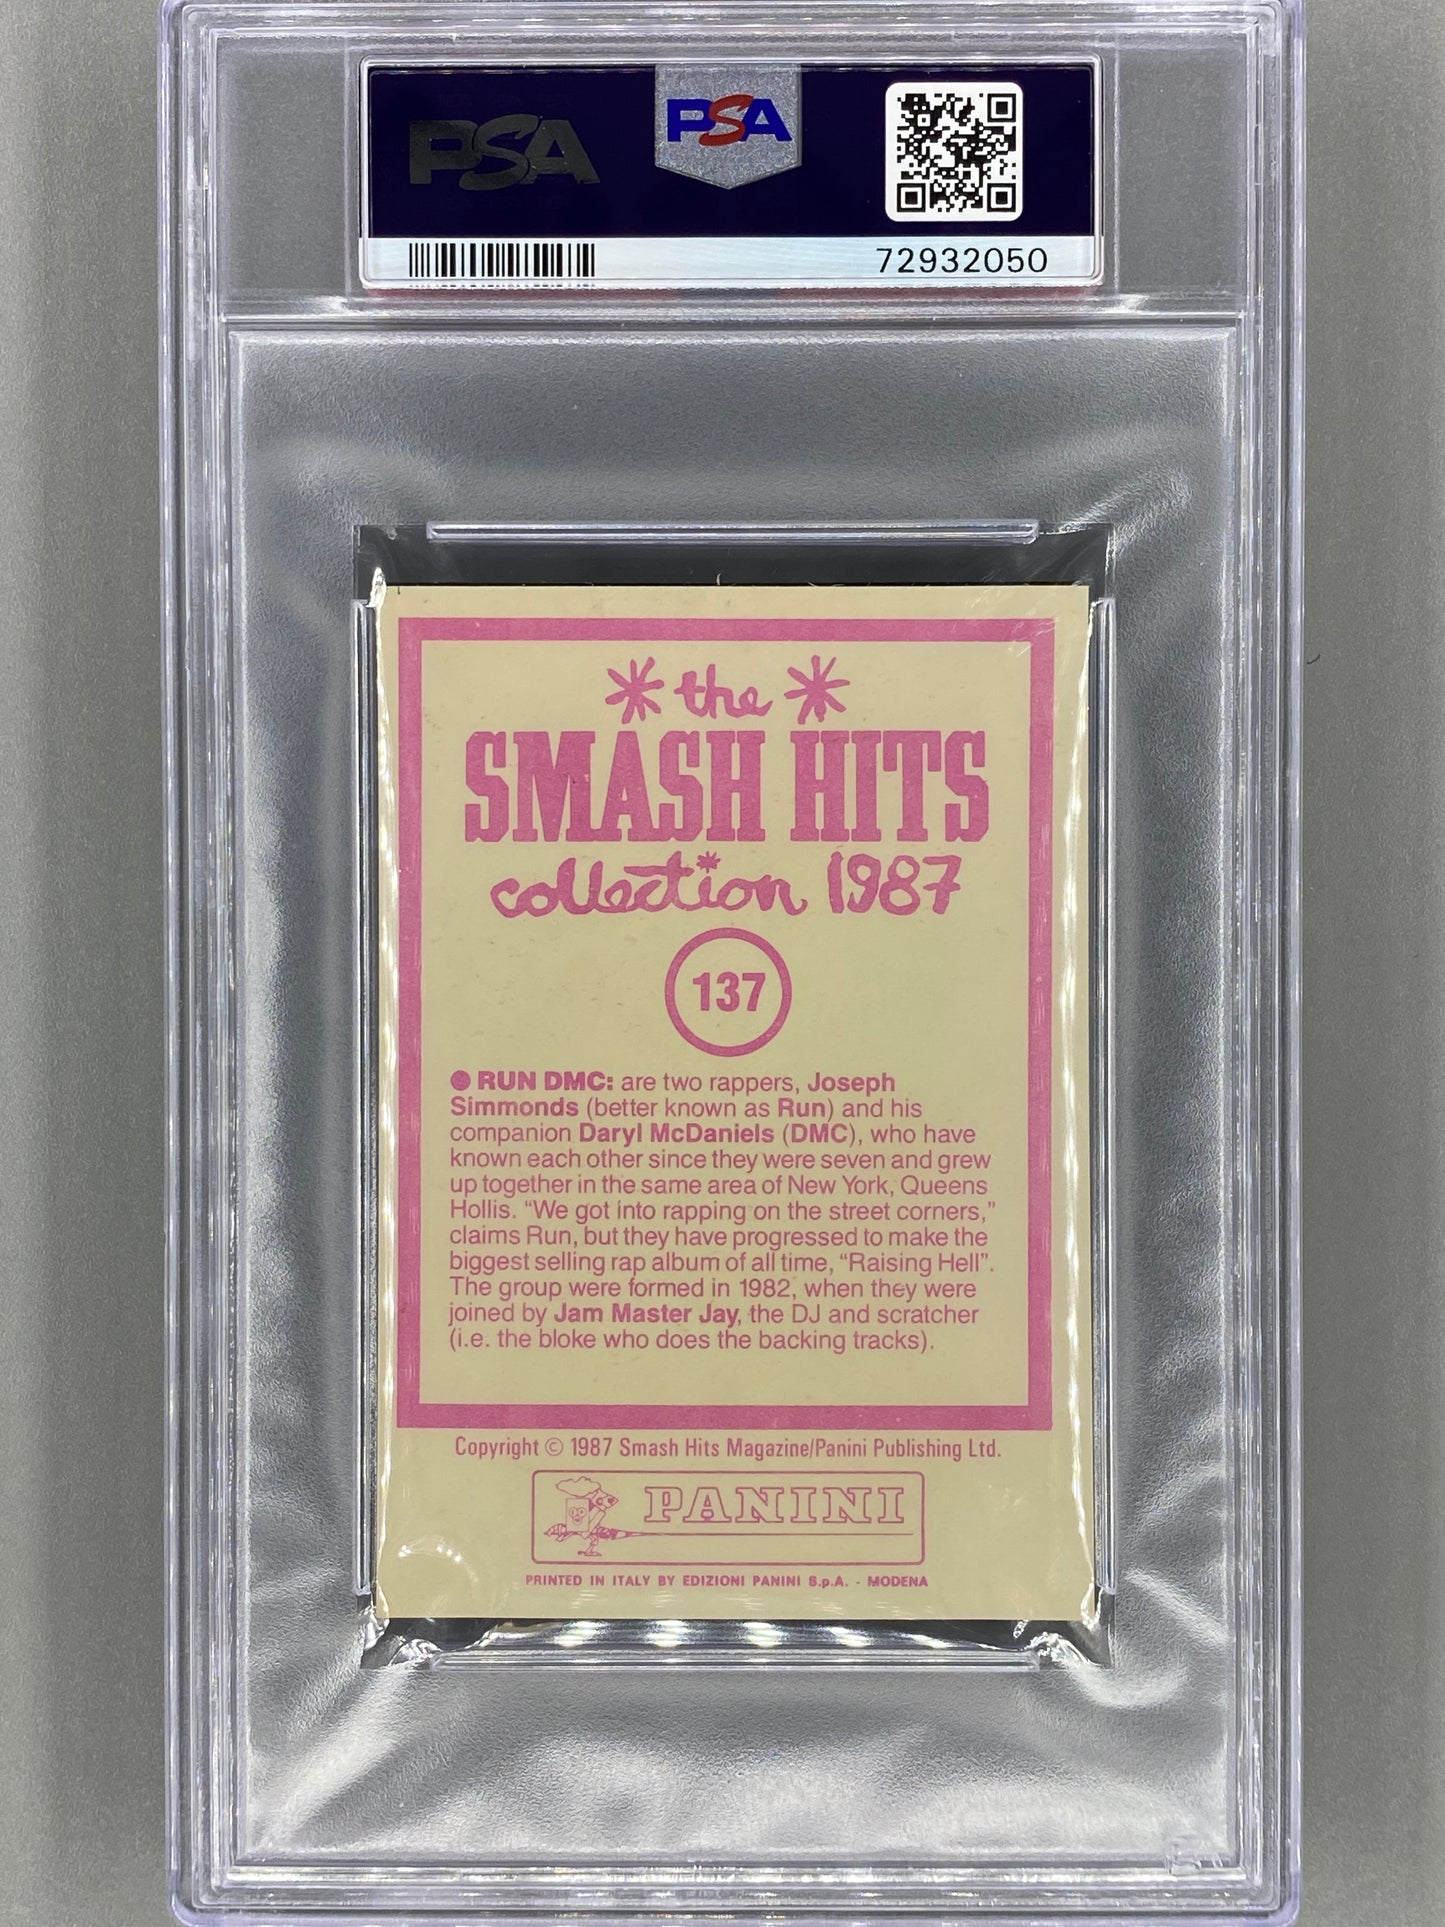 PSA
PSA
72932050
the
SMASH HITS
collection 1987
137
RUN DMC: are two rappers, Joseph
Simmonds (better known as Run) and his
companion Daryl McDaniels (DMC), who have
known each other since they were seven and grew
up together in the same area of New York, Queens
Hollis. “We got into rapping on the street corners,”
claims Run, but they have progressed to make the
biggest selling rap album of all time, “Raising Hell”.
The group were formed in 1982, when they were
joined by Jam Master Jay, the DJ and scratcher
(i.e. the bloke who does the backing tracks).
Copyright © 1987 Smash Hits Magazine/Panini Publishing Ltd.
PANINI
PRINTED IN ITALY BY EDIZIONI PANINI S.p.A. - MODENA